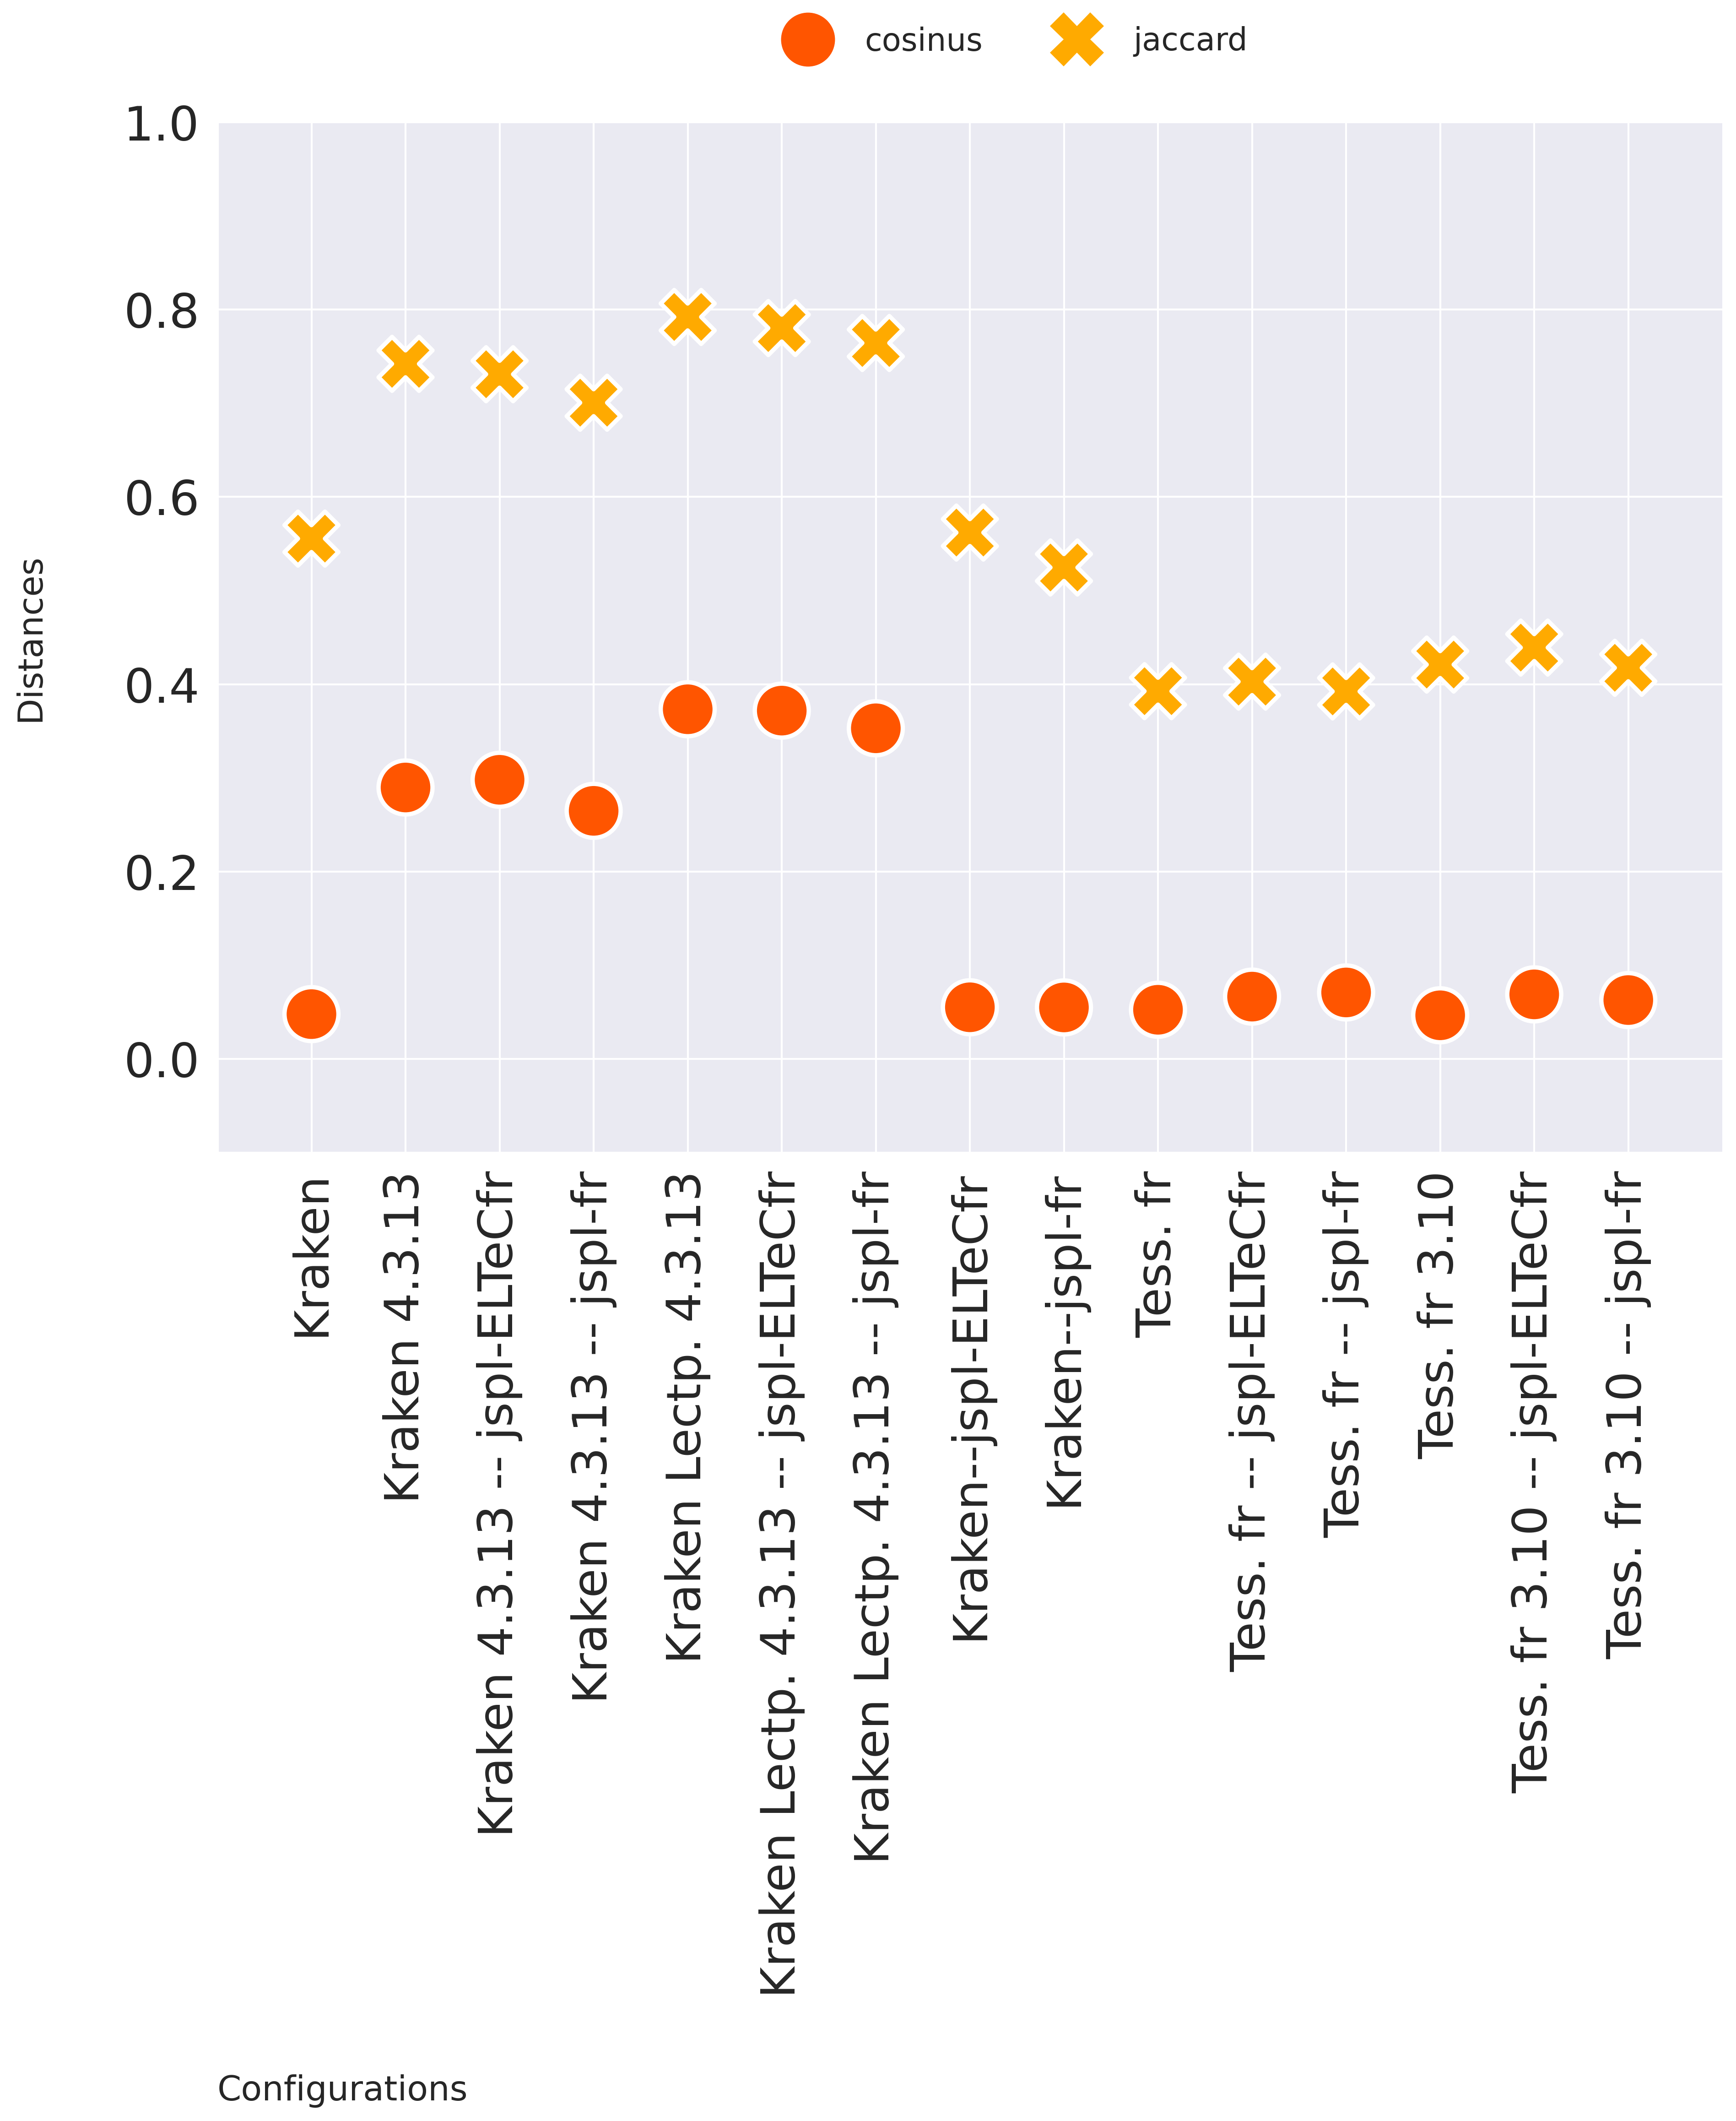 cosinus jaccard
1.0
0.8
0.6
0.4
0.2
0.0
Distances
Kraken
Kraken 4.3.13
Kraken 4.3.13 -- jspl-ELTeCfr
Kraken 4.3.13 -- jspl-fr
Kraken Lectp. 4.3.13
Kraken Lectp. 4.3.13 -- jspl-ELTeCfr
Kraken Lectp. 4.3.13 -- jspl-fr
Kraken--jspl-ELTeCfr
Kraken--jspl-fr
Tess. fr
Tess. fr -- jspl-ELTeCfr
Tess. fr -- jspl-fr
Tess. fr 3.10
Tess. fr 3.10 -- jspl-ELTeCfr
Tess. fr 3.10 -- jspl-fr
Configurations